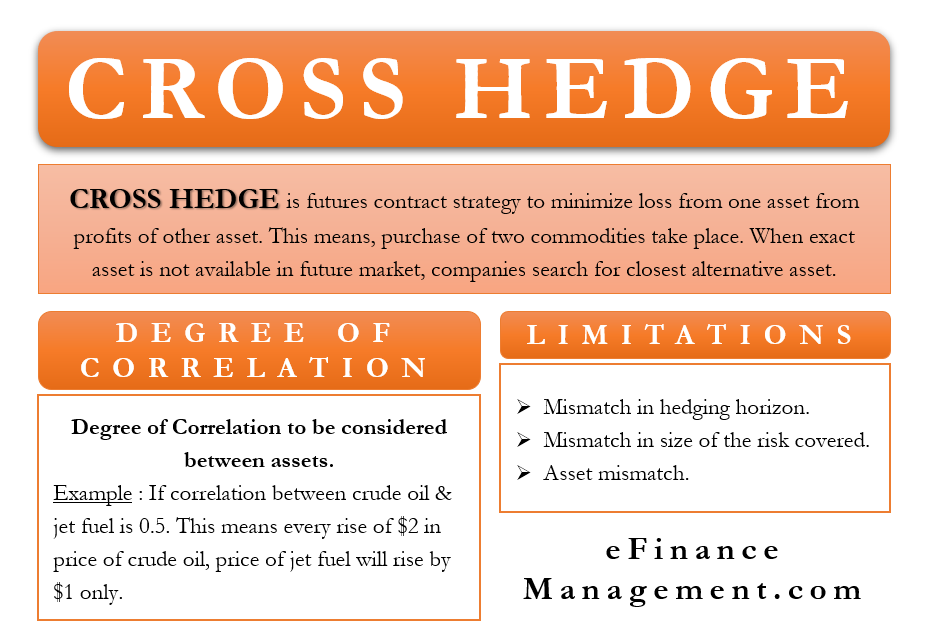 CROSS HEDGE
CROSS HEDGE is futures contract strategy to minimize loss from one asset from
profits of other asset. This means, purchase of two commodities take place. When exact
asset is not available in future market, companies search for closest alternative asset.
DEGREE OF
CORRELATION
Degree of Correlation to be considered
between assets.
Example : If correlation between crude oil &
jet fuel is 0.5. This means every rise of $2 in
price of crude oil, price of jet fuel will rise by
$1 only.
LIMITATIONS
➢ Mismatch in hedging horizon.
➢ Mismatch in size of the risk covered.
➢ Asset mismatch.
eFinance
Management.com